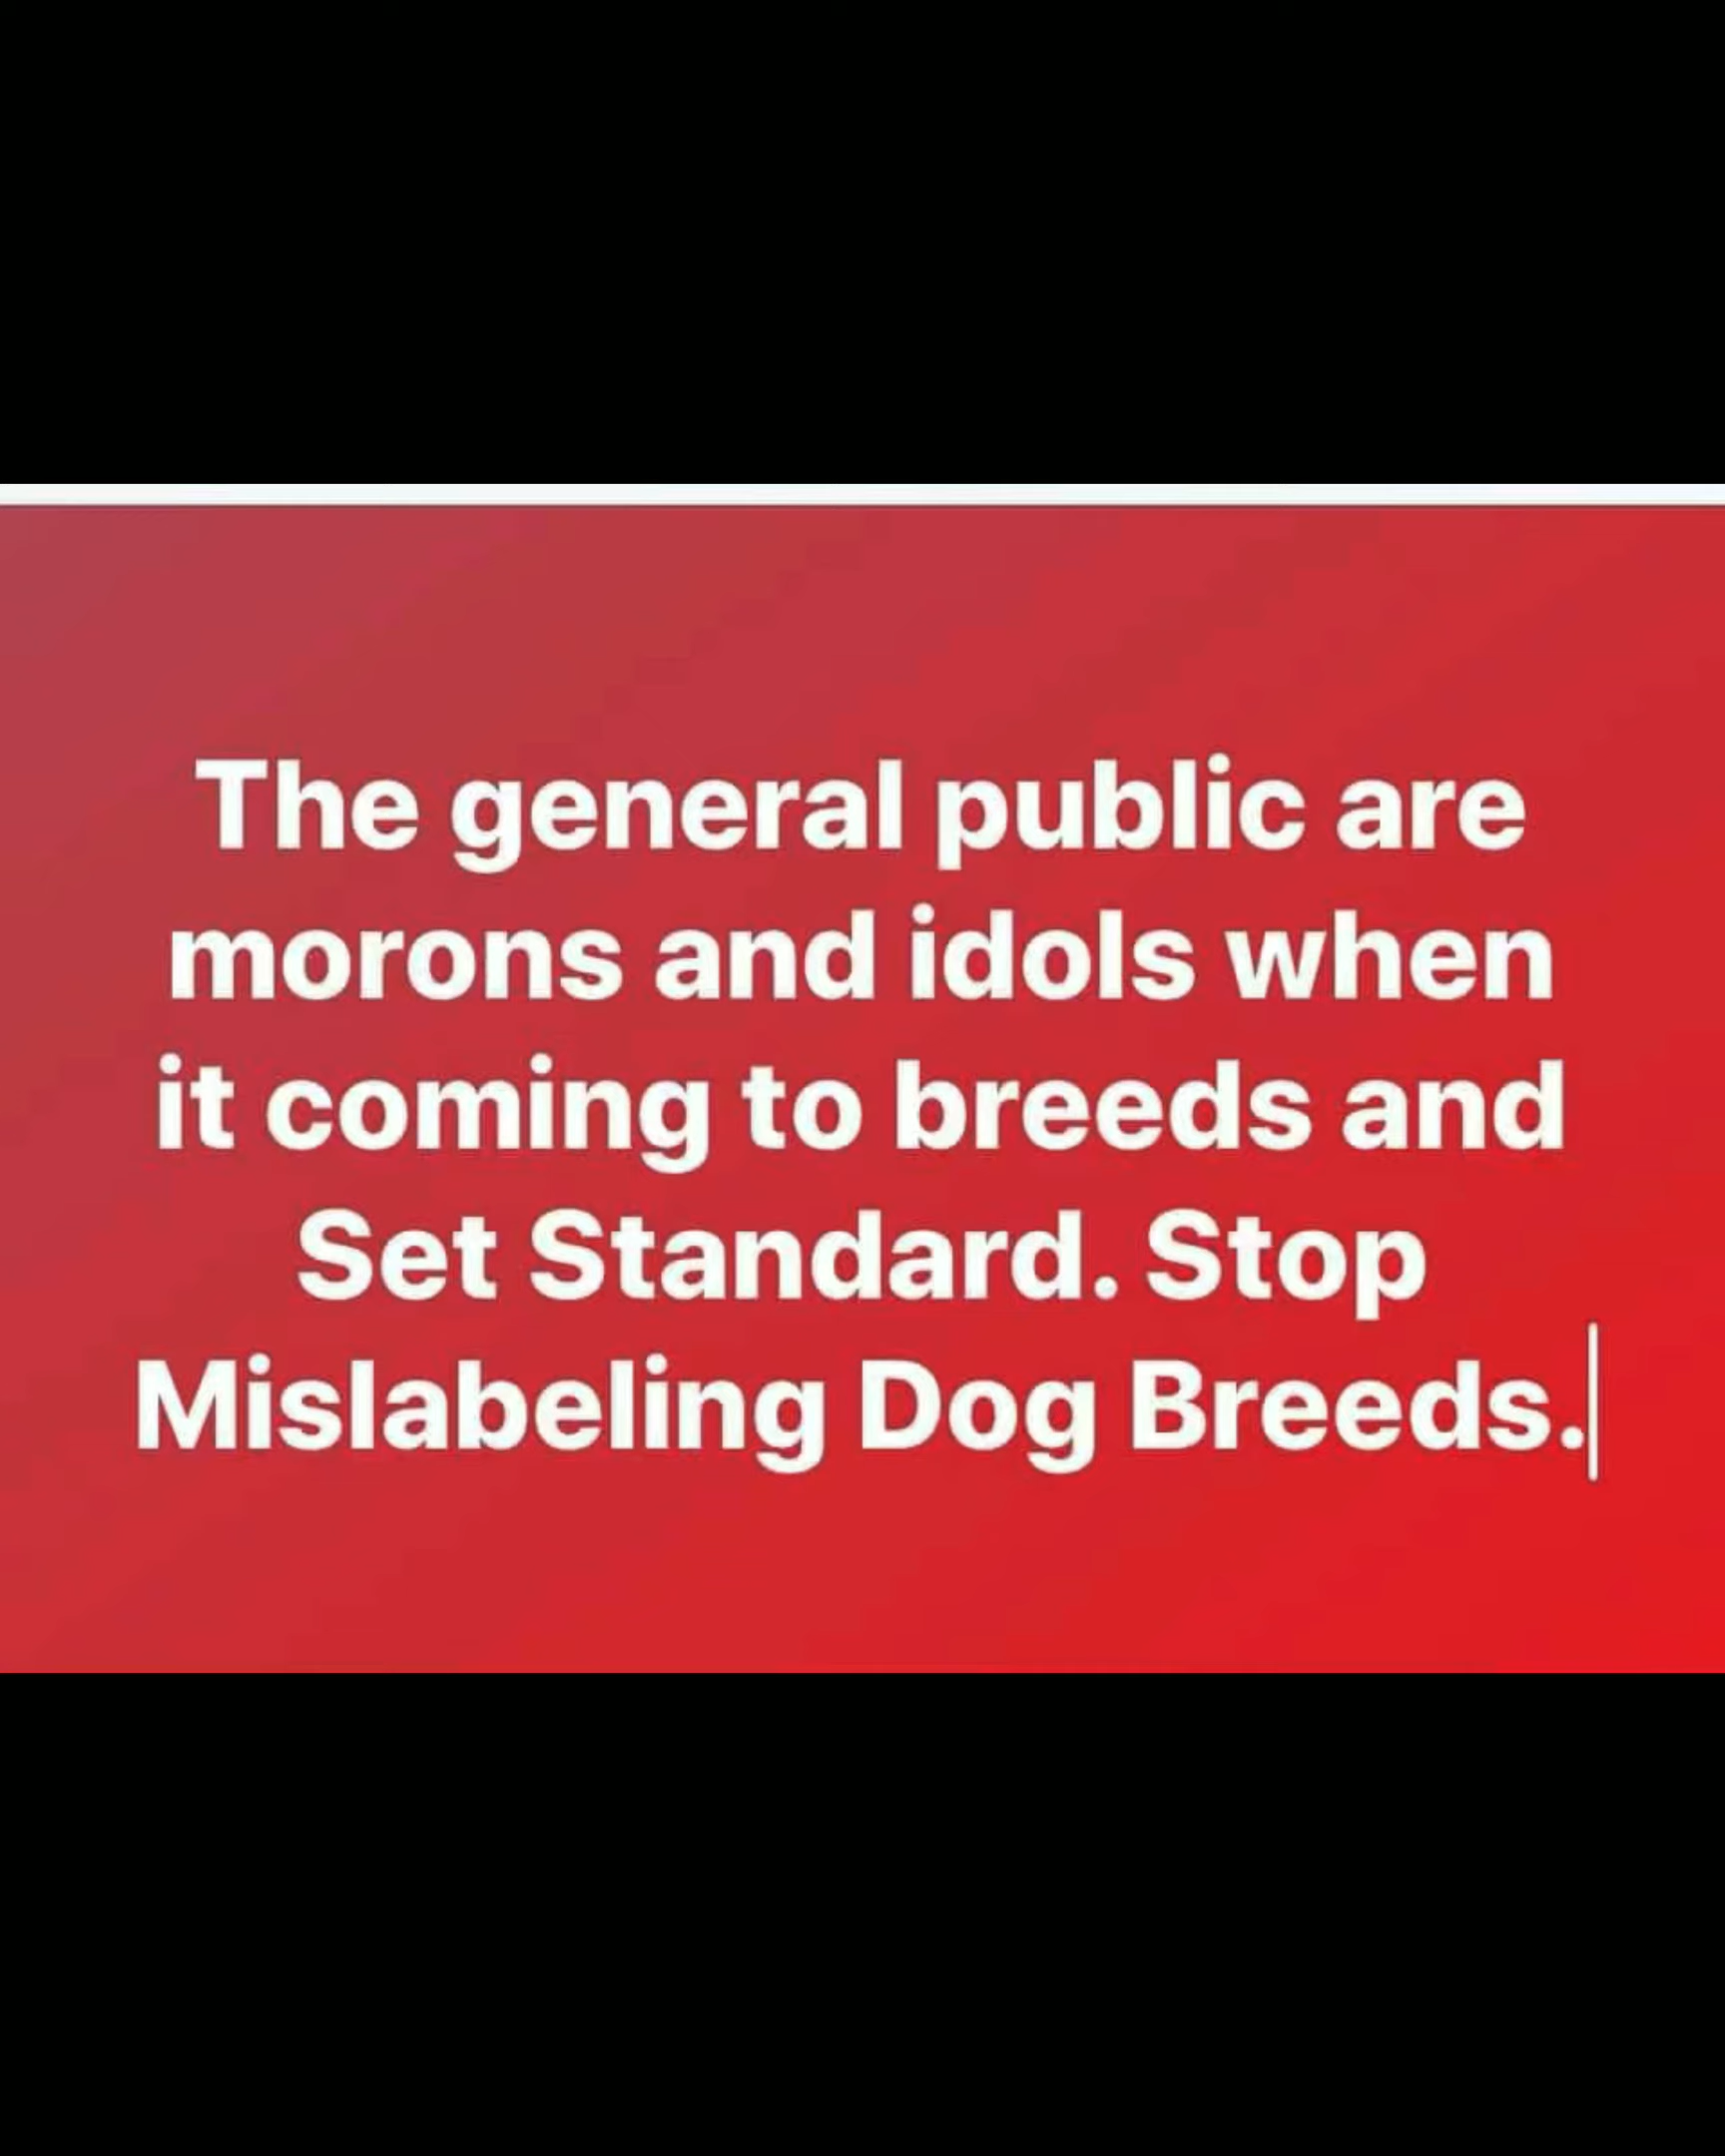 The general public are
morons and idols when
it coming to breeds and
Set Standard. Stop
Mislabeling Dog Breeds.